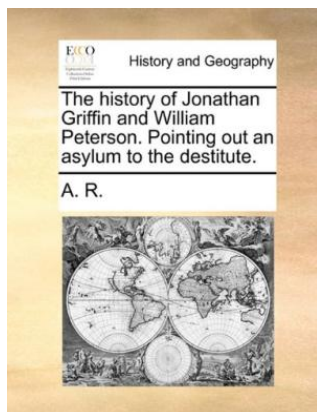 ECCO
History and Geography
The history of Jonathan
Griffin and William
Peterson. Pointing out an
asylum to the destitute.
A. R.